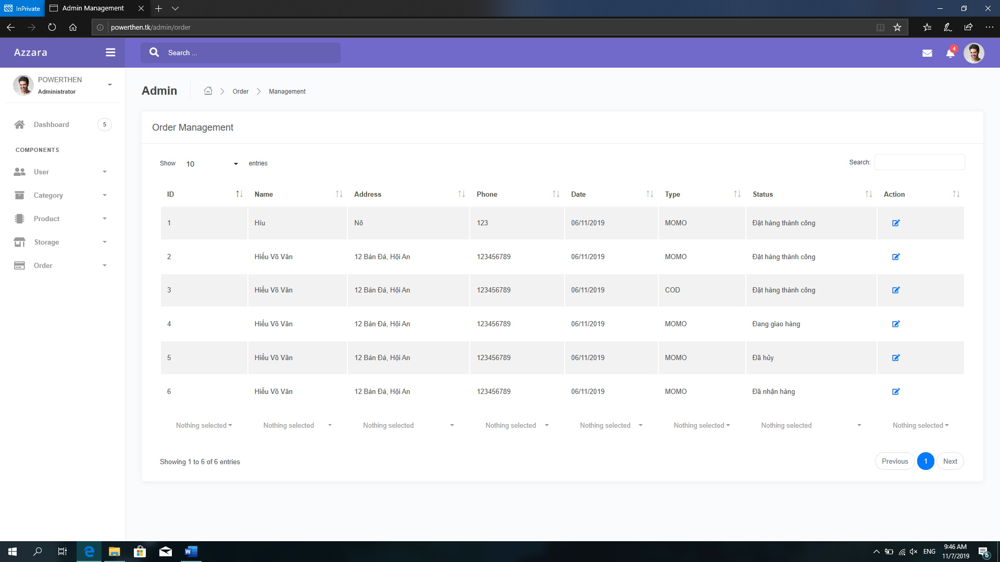 InPrivate Admin Management
powerthen.tk/admin/order
Azzara Search ... 4
POWERTHEN
Administrator
Admin Order Management
Dashboard 5
COMPONENTS
User
Category
Product
Storage
Order
Order Management
Show 10 entries Search:
ID Name Address Phone Date Type Status Action
1 Híu Nô 123 06/11/2019 MOMO Đặt hàng thành công
2 Hiếu Võ Văn 12 Bán Đá, Hội An 123456789 06/11/2019 MOMO Đặt hàng thành công
3 Hiếu Võ Văn 12 Bán Đá, Hội An 123456789 06/11/2019 COD Đặt hàng thành công
4 Hiếu Võ Văn 12 Bán Đá, Hội An 123456789 06/11/2019 MOMO Đang giao hàng
5 Hiếu Võ Văn 12 Bán Đá, Hội An 123456789 06/11/2019 MOMO Đã hủy
6 Hiếu Võ Văn 12 Bán Đá, Hội An 123456789 06/11/2019 MOMO Đã nhận hàng
Nothing selected Nothing selected Nothing selected Nothing selected Nothing selected Nothing selected Nothing selected Nothing selected
Showing 1 to 6 of 6 entries Previous 1 Next
ENG
9:46 AM
11/7/2019
6